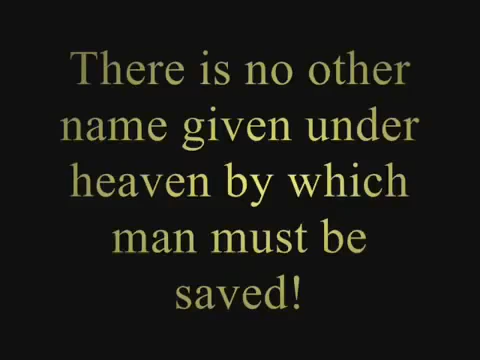 There is no other
name given under
heaven by which
man must be
saved!